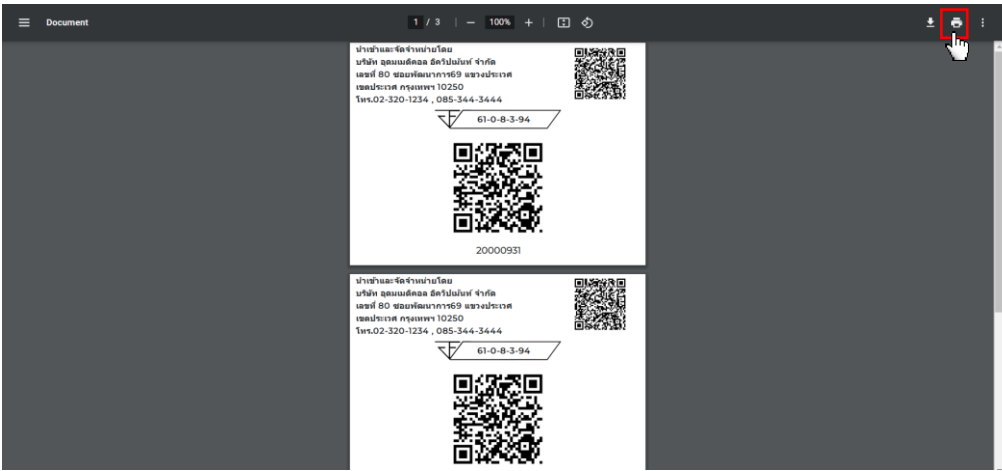 Document
1 / 3 | − 100% + |
นำเข้าและจัดจำหน่ายโดย
บริษัท อุดมเมดิคอล อีควิปเม้นท์ จำกัด
เลขที่ 80 ซอยพัฒนาการ69 แขวงประเวศ
เขตประเวศ กรุงเทพฯ 10250
โทร.02-320-1234 , 085-344-3444
61-0-8-3-94
20000931
นำเข้าและจัดจำหน่ายโดย
บริษัท อุดมเมดิคอล อีควิปเม้นท์ จำกัด
เลขที่ 80 ซอยพัฒนาการ69 แขวงประเวศ
เขตประเวศ กรุงเทพฯ 10250
โทร.02-320-1234 , 085-344-3444
61-0-8-3-94